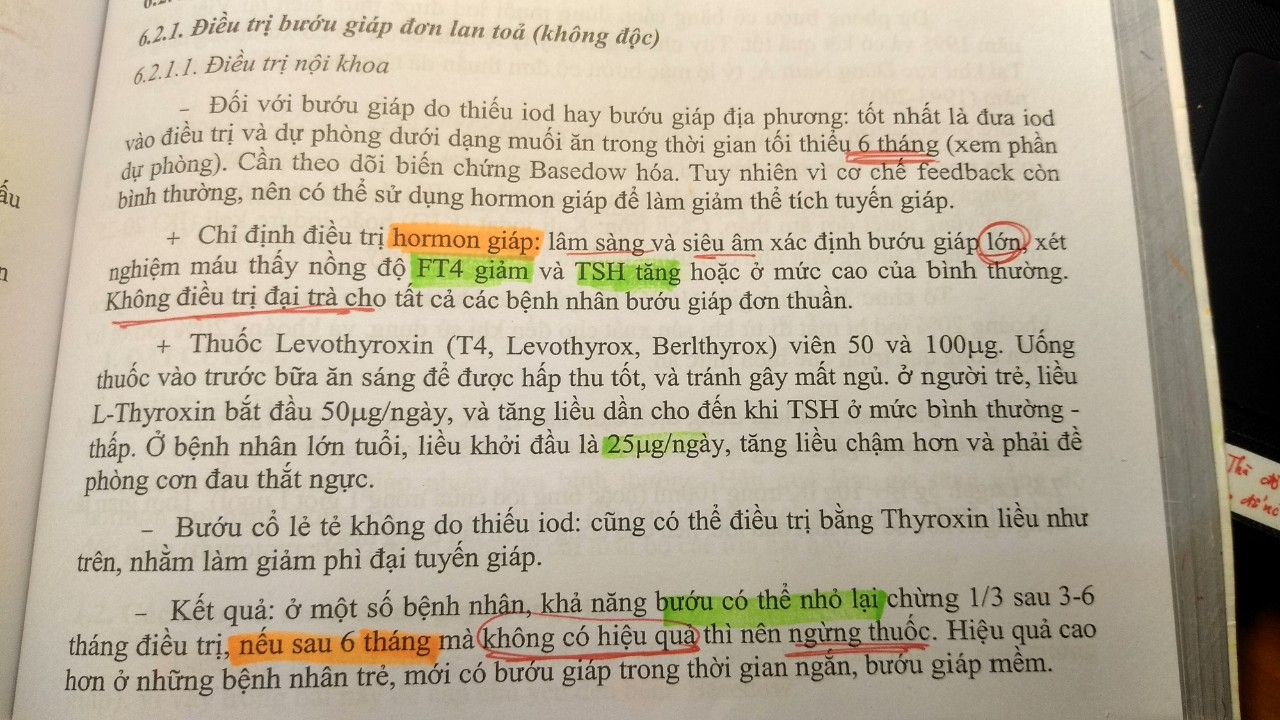 6.2.1. Điều trị bướu giáp đơn lan toả (không độc)
6.2.1.1. Điều trị nội khoa
– Đối với bướu giáp do thiếu iod hay bướu giáp địa phương: tốt nhất là đưa iod
vào điều trị và dự phòng dưới dạng muối ăn trong thời gian tối thiểu 6 tháng (xem phần
dự phòng). Cần theo dõi biến chứng Basedow hóa. Tuy nhiên vì cơ chế feedback còn
bình thường, nên có thể sử dụng hormon giáp để làm giảm thể tích tuyến giáp.
+ Chỉ định điều trị hormon giáp: lâm sàng và siêu âm xác định bướu giáp lớn, xét
nghiệm máu thấy nồng độ FT4 giảm và TSH tăng hoặc ở mức cao của bình thường.
Không điều trị đại trà cho tất cả các bệnh nhân bướu giáp đơn thuần.
+ Thuốc Levothyroxin (T4, Levothyrox, Berlthyrox) viên 50 và 100µg. Uống
thuốc vào trước bữa ăn sáng để được hấp thu tốt, và tránh gây mất ngủ. ở người trẻ, liều
L-Thyroxin bắt đầu 50µg/ngày, và tăng liều dần cho đến khi TSH ở mức bình thường -
thấp. Ở bệnh nhân lớn tuổi, liều khởi đầu là 25µg/ngày, tăng liều chậm hơn và phải đề
phòng cơn đau thắt ngực.
– Bướu cổ lẻ tẻ không do thiếu iod: cũng có thể điều trị bằng Thyroxin liều như
trên, nhằm làm giảm phì đại tuyến giáp.
– Kết quả: ở một số bệnh nhân, khả năng bướu có thể nhỏ lại chừng 1/3 sau 3-6
tháng điều trị, nếu sau 6 tháng mà không có hiệu quả thì nên ngừng thuốc. Hiệu quả cao
hơn ở những bệnh nhân trẻ, mới có bướu giáp trong thời gian ngắn, bướu giáp mềm.